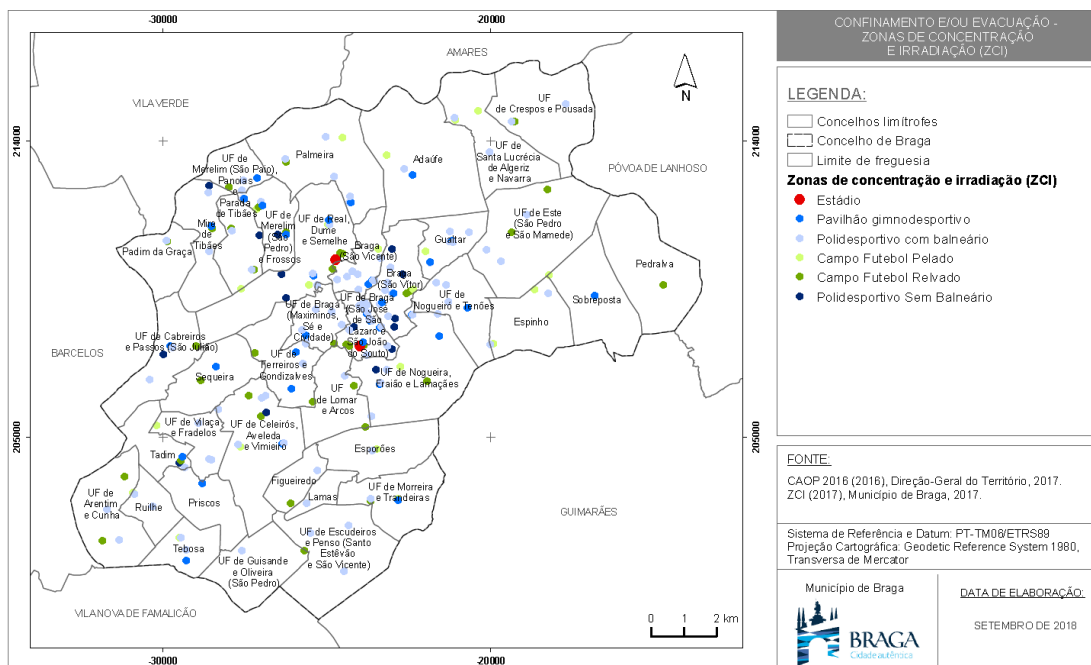 -30000
-20000
CONFINAMENTO E/OU EVACUAÇÃO -
ZONAS DE CONCENTRAÇÃO
E IRRADIAÇÃO (ZCI)
LEGENDA:
Concelhos limítrofes
Concelho de Braga
Limite de freguesia
Zonas de concentração e irradiação (ZCI)
Estádio
Pavilhão gimnodesportivo
Polidesportivo com balneário
Campo Futebol Pelado
Campo Futebol Relvado
Polidesportivo Sem Balneário
FONTE:
CAOP 2016 (2016), Direção-Geral do Território, 2017.
ZCI (2017), Município de Braga, 2017.
Sistema de Referência e Datum: PT-TM06/ETRS89
Projeção Cartográfica: Geodetic Reference System 1980,
Transversa de Mercator
Município de Braga
BRAGA
Cidade autêntica
DATA DE ELABORAÇÃO:
SETEMBRO DE 2018
AMARES
N
VILA VERDE
UF
de Crespos e Pousada
214000
214000
Palmeira
Adaúfe
UF de
Santa Lucrécia
de Algeriz
e Navarra
PÓVOA DE LANHOSO
UF de
Merelim (São Paio),
Panoias
e
Parada
de Tibães
Mire
de
Tibães
UF de
Merelim
(São
Pedro) e
Frossos
UF de Real,
Dume
e Semelhe
UF de Este
(São Pedro
e São Mamede)
Gualtar
Padim da Graça
Braga
(São Vicente)
Braga
(São Vítor)
Pedralva
Sobreposta
UF de
Nogueiró e Tenões
Espinho
UF de Braga
(Maximinos,
Sé e
Cividade)
UF de Braga
(São José
de São
Lázaro e
São João
do Souto)
UF de Cabreiros
e Passos (São Julião)
BARCELOS
UF de
Ferreiros e
Gondizalves
Sequeira
UF de Nogueira,
Fraião e Lamaçães
UF
de Lomar
e Arcos
UF de Vilaça
e Fradelos
UF de Celeirós,
Aveleda
e Vimieiro
205000
205000
Esporões
Tadim
Figueiredo
UF de Morreira
e Trandeiras
UF de
Arentim
e Cunha
Ruilhe
Priscos
Lamas
GUIMARÃES
UF de Escudeiros
e Penso (Santo
Estêvão
e São Vicente)
Tebosa
UF de Guisande
e Oliveira
(São Pedro)
VILA NOVA DE FAMALICÃO
0 1 2 km
-30000
-20000